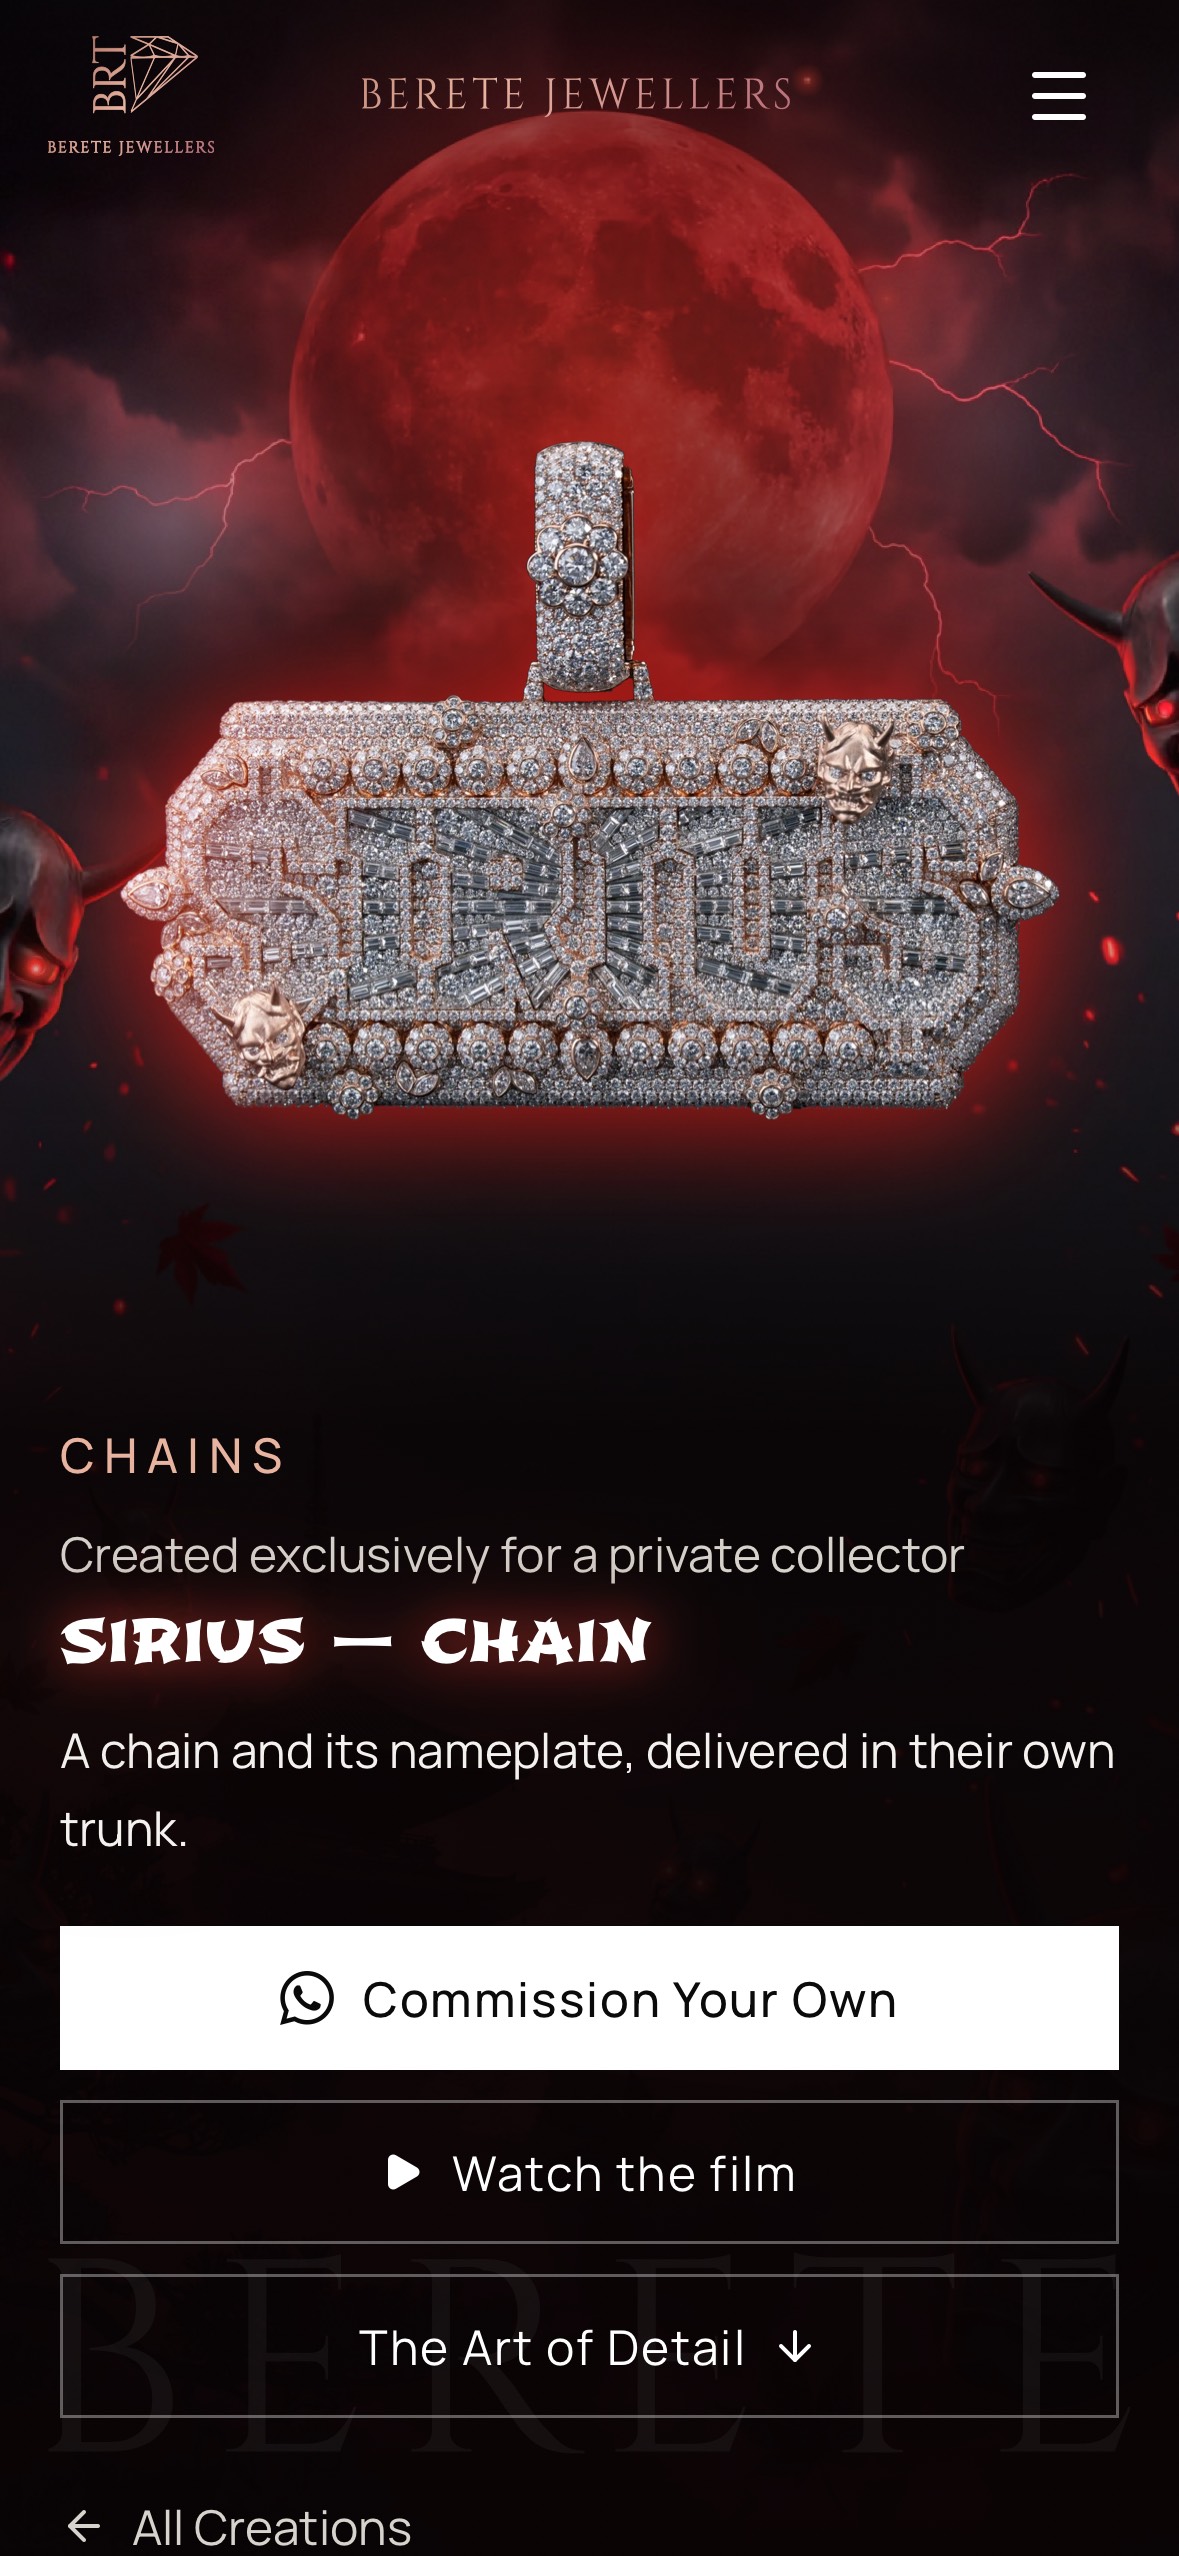 BRT
BERETE JEWELLERS
BERETE JEWELLERS
SIRIUS
CHAINS
Created exclusively for a private collector
SIRIUS — CHAIN
A chain and its nameplate, delivered in their own
trunk.
Commission Your Own
Watch the film
BERETE
The Art of Detail ↓
← All Creations